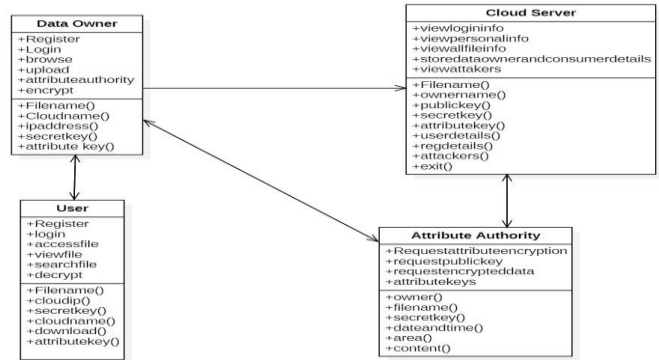 Data Owner
+Register
+Login
+browse
+upload
+attributeauthority
+encrypt
+Filename()
+Cloudname()
+ipaddress()
+secretkey()
+attribute key()
Cloud Server
+viewlogininfo
+viewpersonalinfo
+viewallfileinfo
+storedataownerandconsumerdetails
+viewattakers
+Filename()
+ownername()
+publickey()
+secretkey()
+attributekey()
+userdetails()
+regdetails()
+attackers()
+exit()
User
+Register
+login
+accessfile
+viewfile
+searchfile
+decrypt
+Filename()
+cloudip()
+secretkey()
+cloudname()
+download()
+attributekey()
Attribute Authority
+Requestattributeencryption
+requestpublickey
+requestencrypteddata
+attributekeys
+owner()
+filename()
+secretkey()
+dateandtime()
+area()
+content()